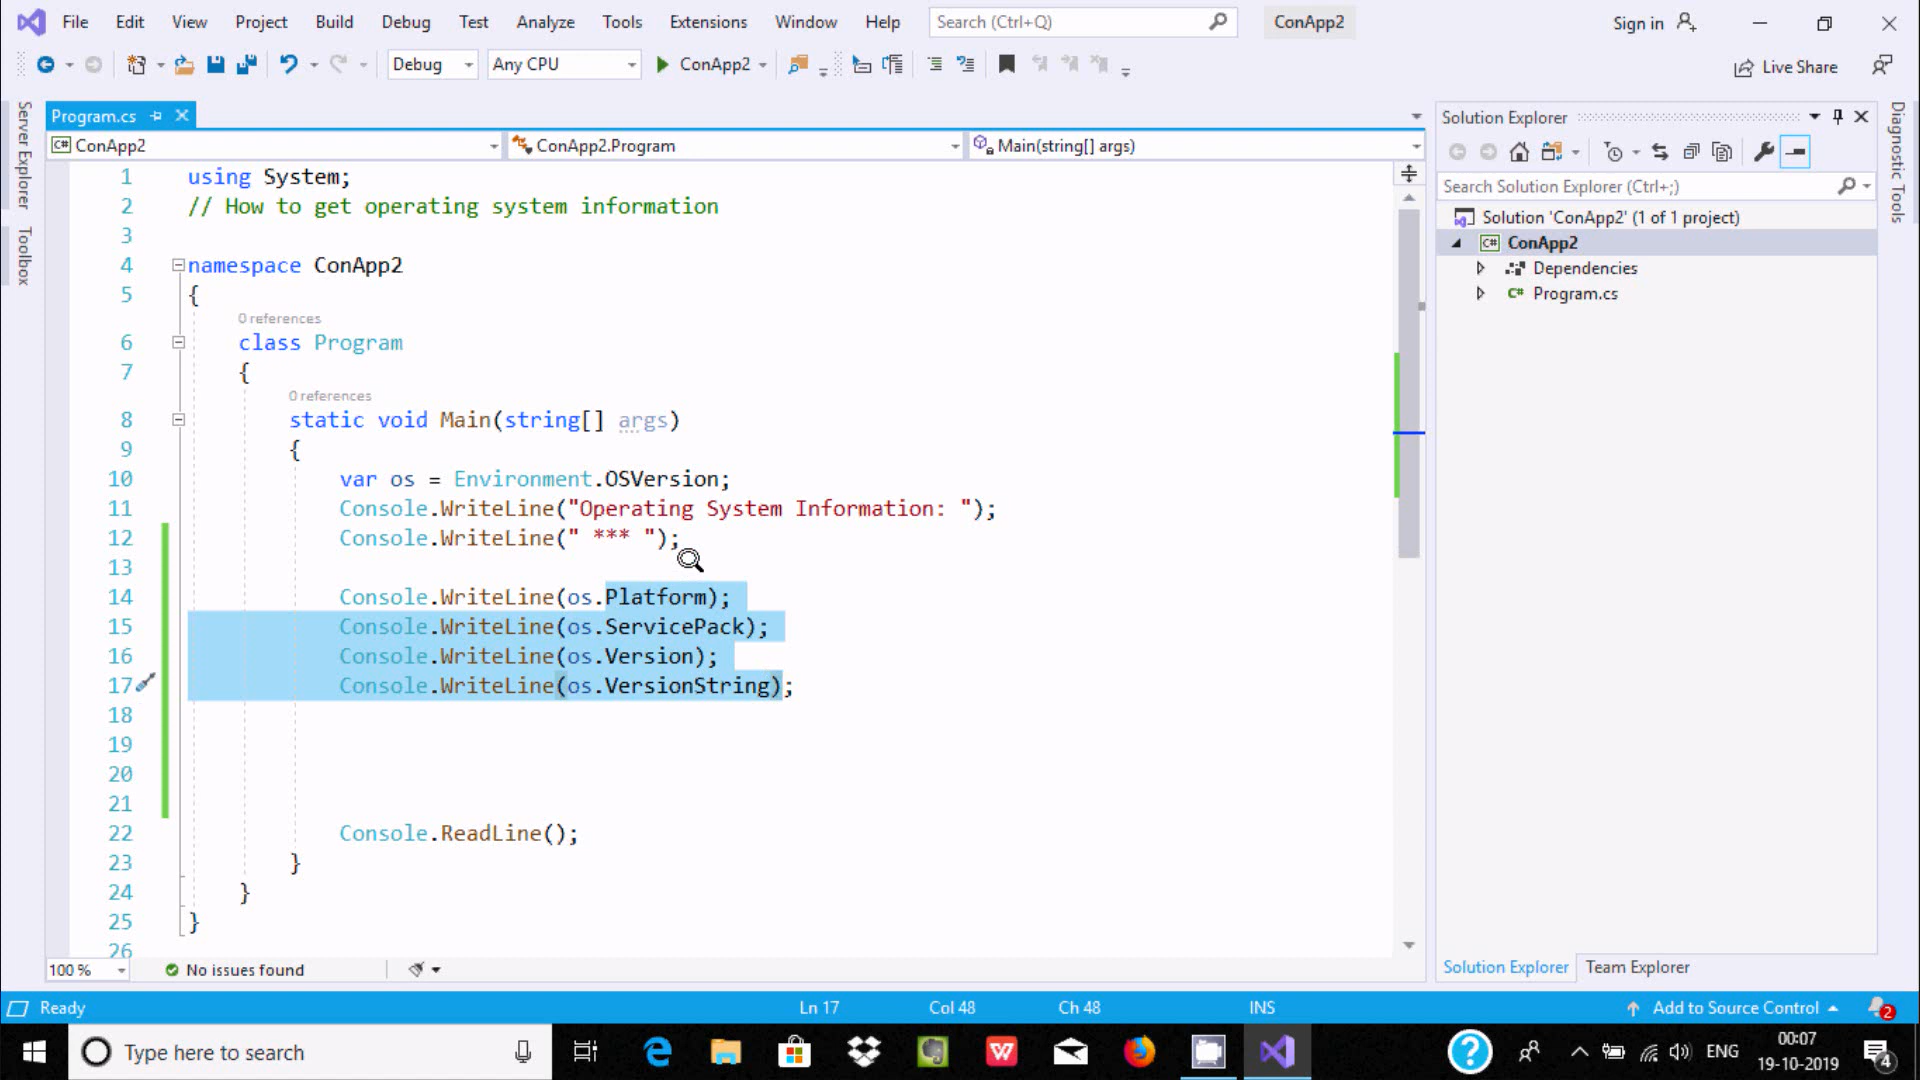 File Edit View Project Build Debug Test Analyze Tools Extensions Window Help Search (Ctrl+Q) ConApp2 Sign in
Debug Any CPU ConApp2 Live Share
Server Explorer
Toolbox
Program.cs
C# ConApp2 ConApp2.Program Main(string[] args)
1 using System;
2 // How to get operating system information
3
4 namespace ConApp2
5 {
0 references
6 class Program
7 {
0 references
8 static void Main(string[] args)
9 {
10 var os = Environment.OSVersion;
11 Console.WriteLine("Operating System Information: ");
12 Console.WriteLine(" *** ");
13
14 Console.WriteLine(os.Platform);
15 Console.WriteLine(os.ServicePack);
16 Console.WriteLine(os.Version);
17 Console.WriteLine(os.VersionString);
18
19
20
21
22 Console.ReadLine();
23 }
24 }
25 }
26
100 % No issues found
Solution Explorer
Search Solution Explorer (Ctrl+;)
Solution 'ConApp2' (1 of 1 project)
C# ConApp2
Dependencies
C# Program.cs
Solution Explorer Team Explorer
Diagnostic Tools
Ready Ln 17 Col 48 Ch 48 INS Add to Source Control 2
Type here to search W ? ENG 00:07
19-10-2019 4